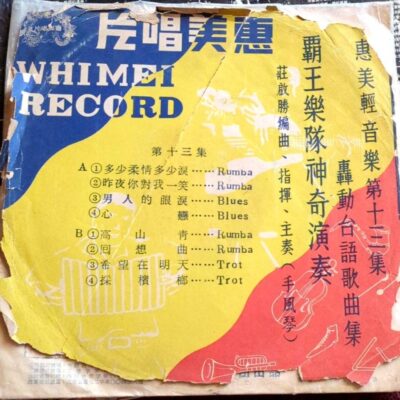 片唱美惠
WHIMEI
RECORD
惠美輕音樂第十三集
轟動台語歌曲集
霸王樂隊神奇演奏
莊啟勝編曲、指揮、主奏(手風琴)
第十三集
A ①多少柔情多少淚……Rumba
②昨夜你對我一笑……Rumba
③男人的眼淚……Blues
④心戀……Blues
B ①高山青……Rumba
②回想曲……Rumba
③希望在明天……Trot
④採檳榔……Trot